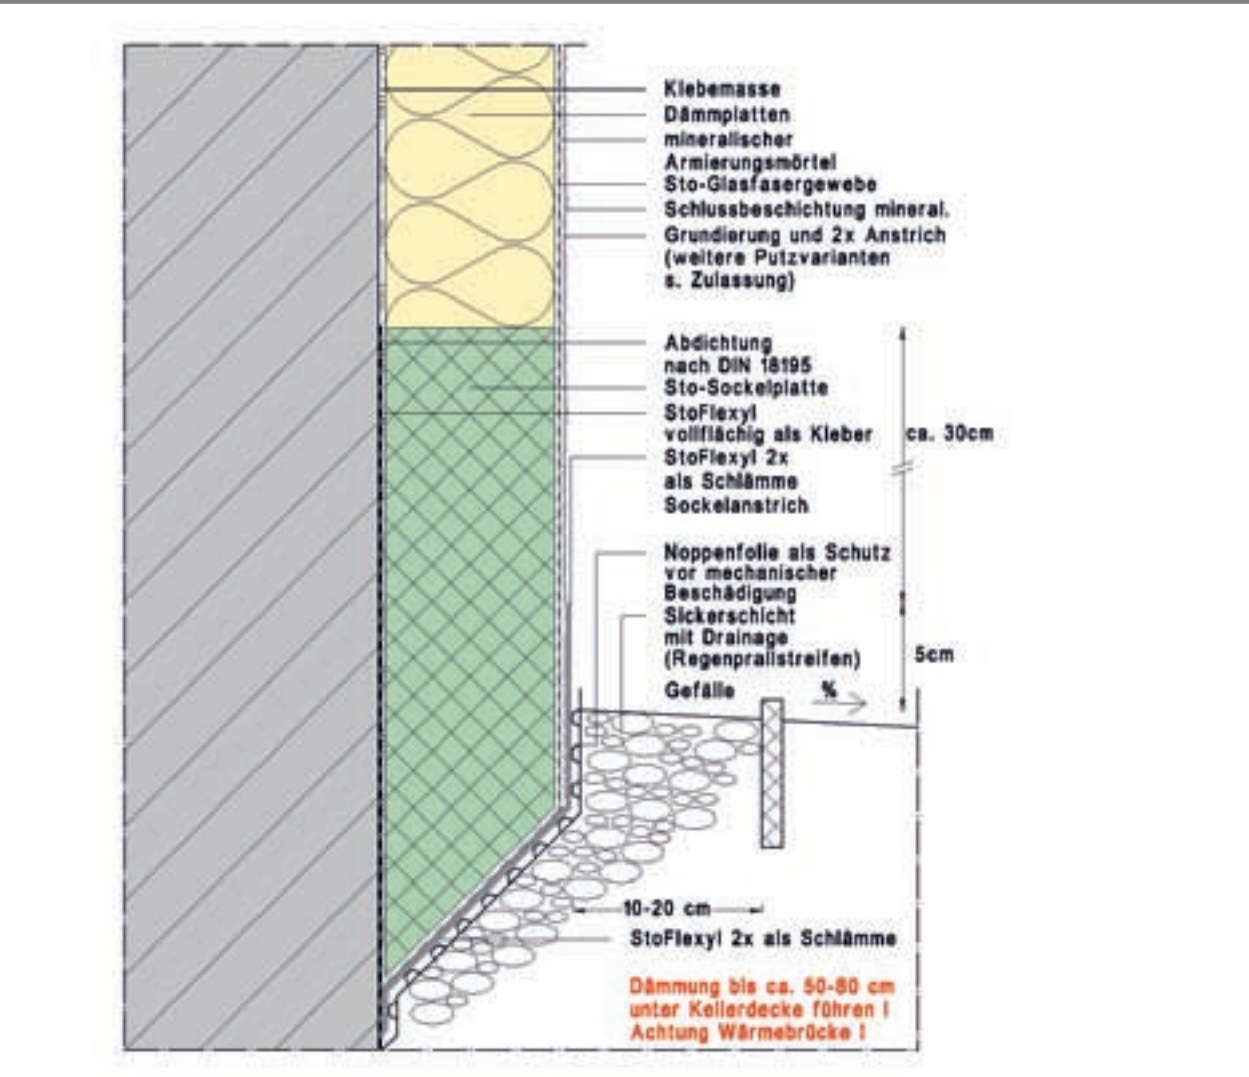 Klebemasse
Dämmplatten
mineralischer
Armierungsmörtel
Sto-Glasfasergewebe
Schlussbeschichtung mineral.
Grundierung und 2x Anstrich
(weitere Putzvarianten
s. Zulassung)
Abdichtung
nach DIN 18195
Sto-Sockelplatte
StoFlexyl
vollflächig als Kleber
ca. 30cm
StoFlexyl 2x
als Schlämme
Sockelanstrich
Noppenfolie als Schutz
vor mechanischer
Beschädigung
Sickerschicht
mit Drainage
(Regenprallstreifen)
5cm
Gefälle %
10-20 cm
StoFlexyl 2x als Schlämme
Dämmung bis ca. 50-80 cm
unter Kellerdecke führen !
Achtung Wärmebrücke !